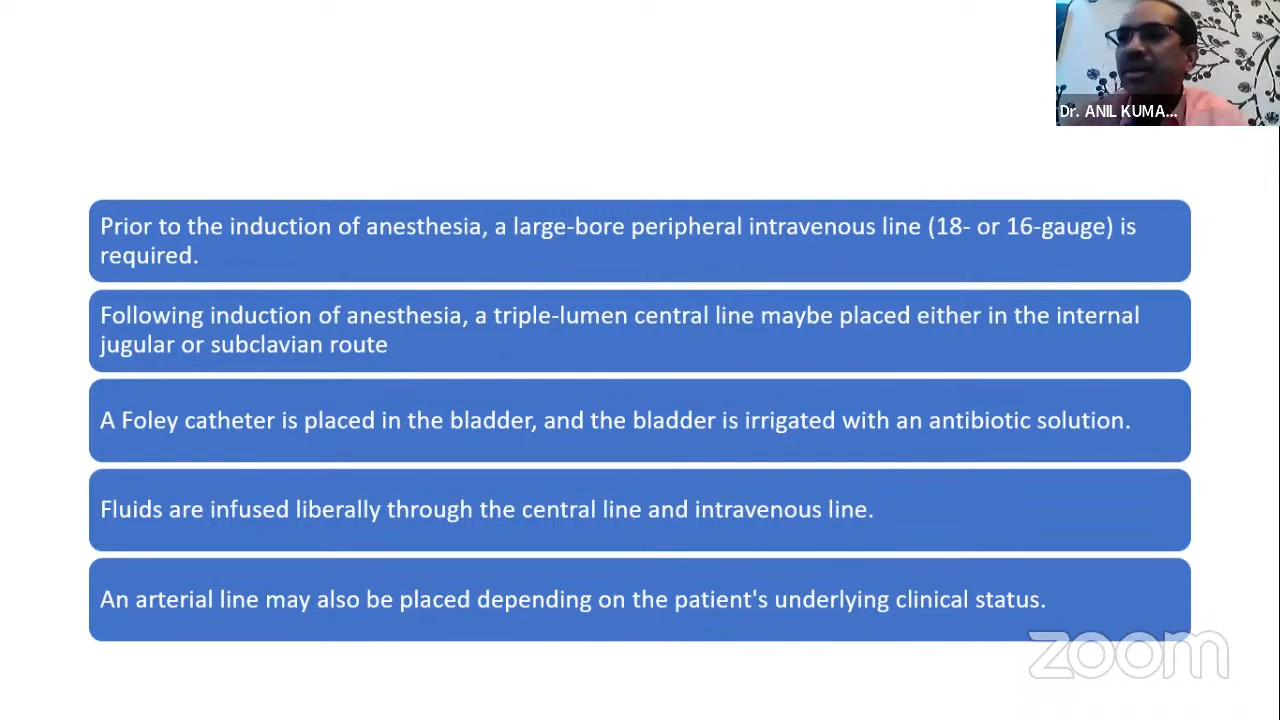 Dr. ANIL KUMA...
Prior to the induction of anesthesia, a large-bore peripheral intravenous line (18- or 16-gauge) is
required.
Following induction of anesthesia, a triple-lumen central line maybe placed either in the internal
jugular or subclavian route
A Foley catheter is placed in the bladder, and the bladder is irrigated with an antibiotic solution.
Fluids are infused liberally through the central line and intravenous line.
An arterial line may also be placed depending on the patient's underlying clinical status.
zoom